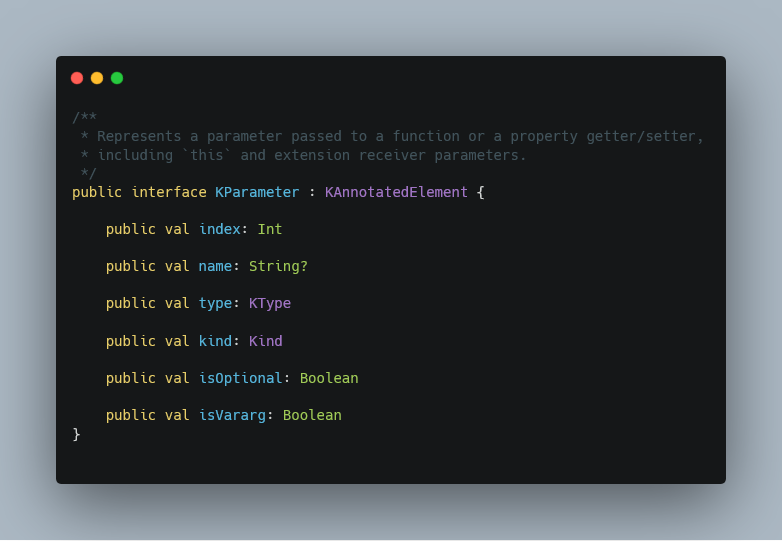 /**
 * Represents a parameter passed to a function or a property getter/setter,
 * including `this` and extension receiver parameters.
 */
public interface KParameter : KAnnotatedElement {
    public val index: Int
    public val name: String?
    public val type: KType
    public val kind: Kind
    public val isOptional: Boolean
    public val isVararg: Boolean
}